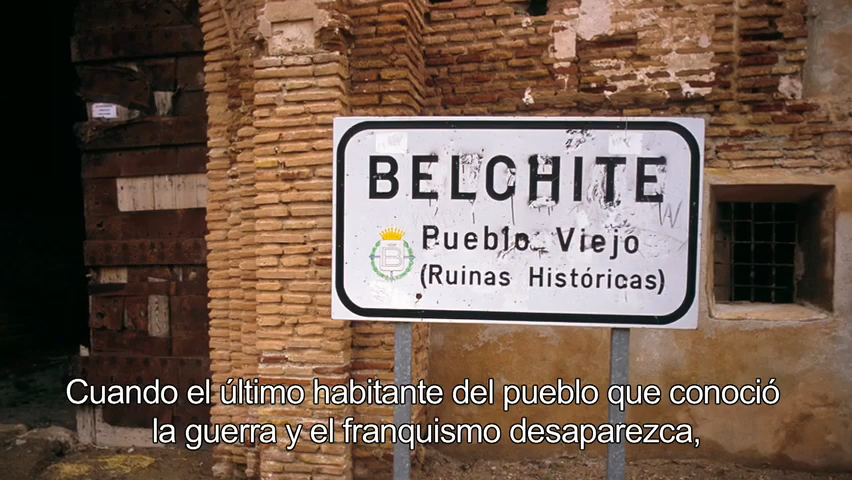 BELCHITE
Pueblo Viejo
(Ruinas Históricas)
Cuando el último habitante del pueblo que conoció
la guerra y el franquismo desaparezca,